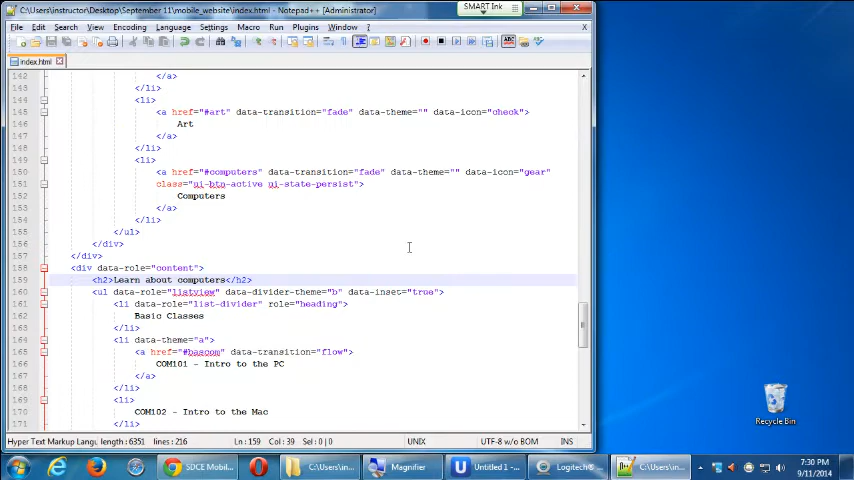 C:\Users\instructor\Desktop\September 11\mobile_website\index.html - Notepad++ [Administrator]
SMART Ink
File Edit Search View Encoding Language Settings Macro Run Plugins Window ? X
index.html
142 </a>
143 </li>
144 <li>
145 <a href="#art" data-transition="fade" data-theme="" data-icon="check">
146 Art
147 </a>
148 </li>
149 <li>
150 <a href="#computers" data-transition="fade" data-theme="" data-icon="gear"
151 class="ui-btn-active ui-state-persist">
152 Computers
153 </a>
154 </li>
155 </ul>
156 </div>
157 </div>
158 <div data-role="content">
159 <h2>Learn about computers</h2>
160 <ul data-role="listview" data-divider-theme="b" data-inset="true">
161 <li data-role="list-divider" role="heading">
162 Basic Classes
163 </li>
164 <li data-theme="a">
165 <a href="#bascom" data-transition="flow">
166 COM101 - Intro to the PC
167 </a>
168 </li>
169 <li>
170 COM102 - Intro to the Mac
171 </li>
Recycle Bin
Hyper Text Markup Langu length : 6351 lines : 216 Ln : 159 Col : 39 Sel : 0 | 0 UNIX UTF-8 w/o BOM INS
SDCE Mobil... C:\Users\in... Magnifier Untitled 1 -... Logitech® ... C:\Users\in...
7:30 PM
9/11/2014